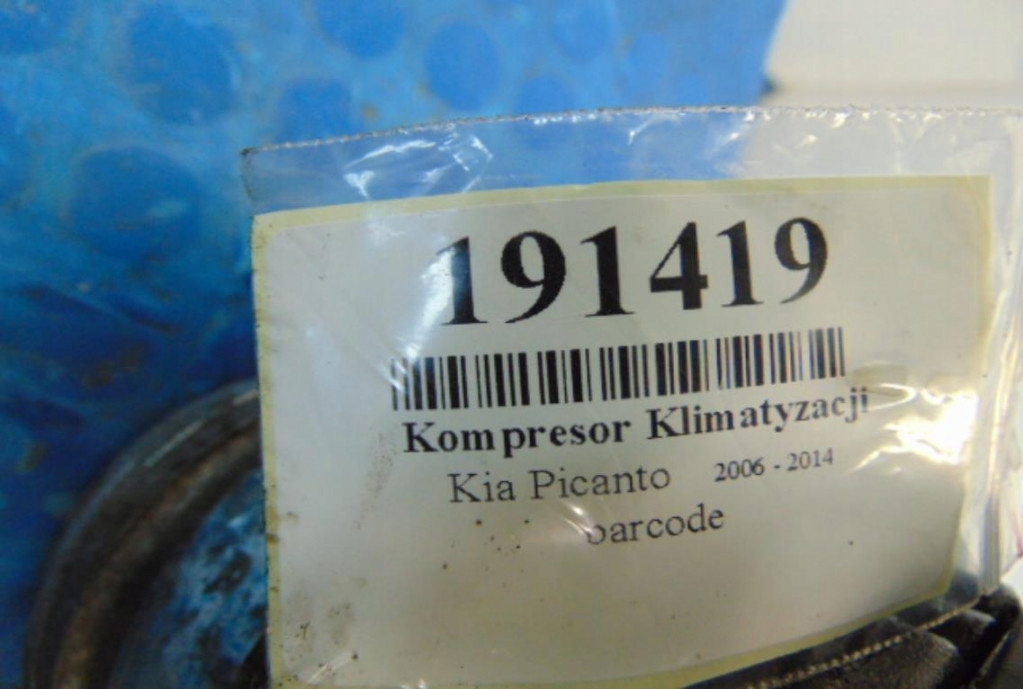 191419
Kompresor Klimatyzacji
Kia Picanto 2006 - 2014
barcode